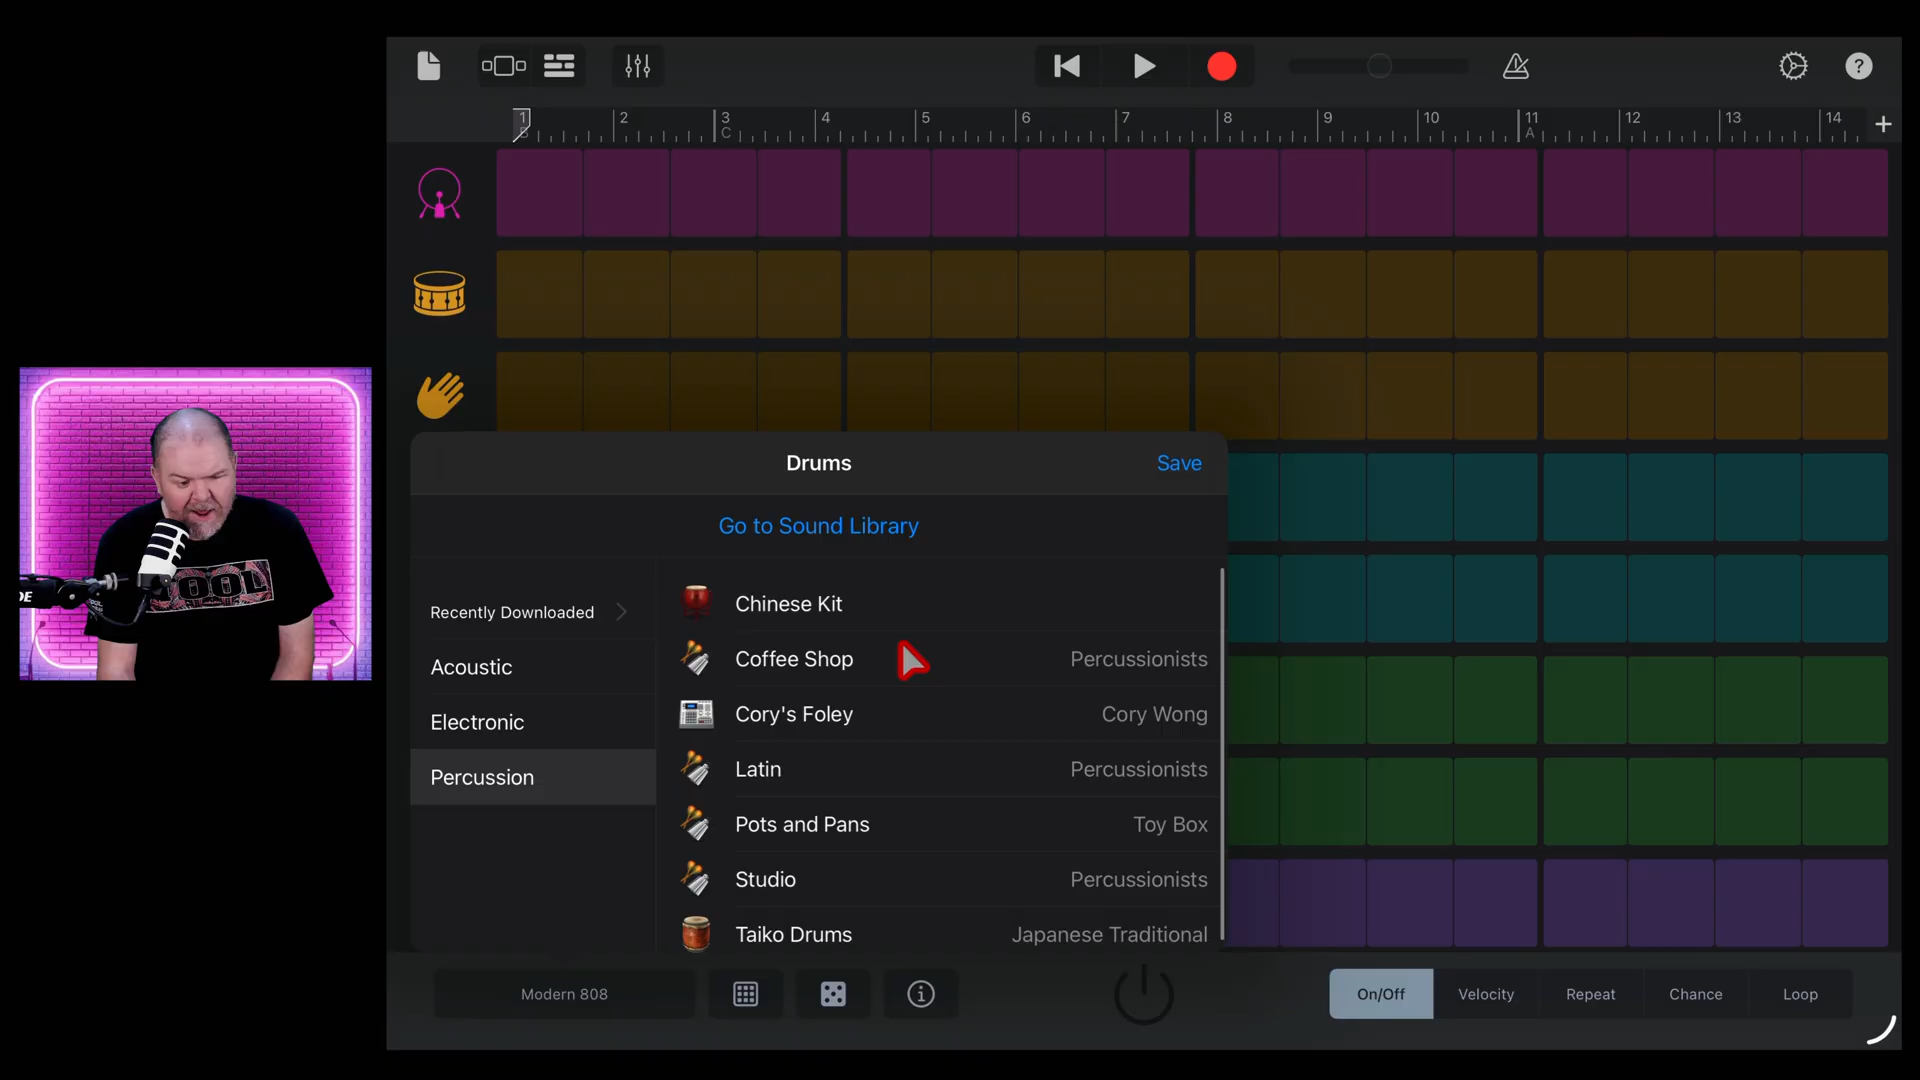 ?
1 2 3 4 5 6 7 8 9 10 11 12 13 14 +
B C A
Drums
Save
Go to Sound Library
Recently Downloaded
Acoustic
Electronic
Percussion
Chinese Kit
Coffee Shop Percussionists
Cory's Foley Cory Wong
Latin Percussionists
Pots and Pans Toy Box
Studio Percussionists
Taiko Drums Japanese Traditional
Modern 808
On/Off Velocity Repeat Chance Loop
DE
TOOL